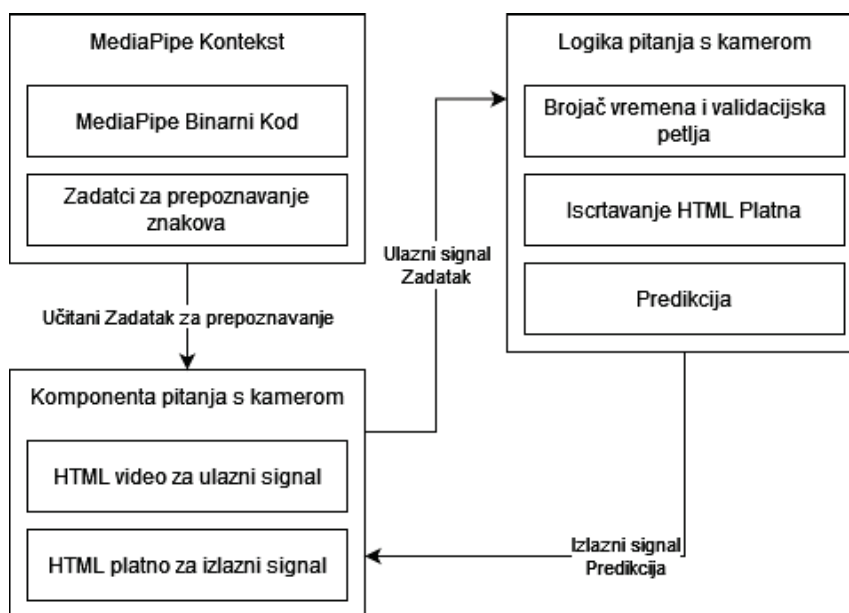 MediaPipe Kontekst
MediaPipe Binarni Kod
Zadatci za prepoznavanje
znakova
Učitani Zadatak za prepoznavanje
Komponenta pitanja s kamerom
HTML video za ulazni signal
HTML platno za izlazni signal
Ulazni signal
Zadatak
Logika pitanja s kamerom
Brojač vremena i validacijska
petlja
Iscrtavanje HTML Platna
Predikcija
Izlazni signal
Predikcija